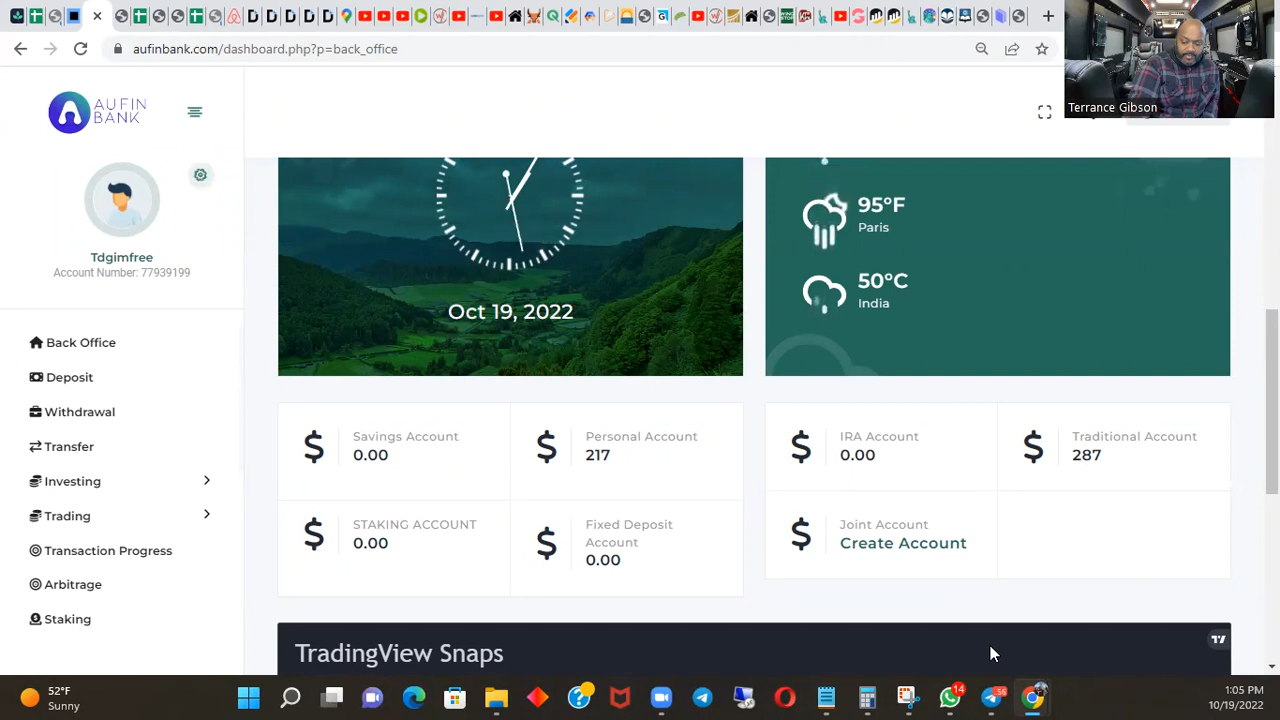 aufinbank.com/dashboard.php?p=back_office
Terrance Gibson
AUFIN
BANK
Tdgimfree
Account Number: 77939199
Back Office
Deposit
Withdrawal
Transfer
Investing
Trading
Transaction Progress
Arbitrage
Staking
Oct 19, 2022
95°F
Paris
50°C
India
Savings Account
0.00
Personal Account
217
STAKING ACCOUNT
0.00
Fixed Deposit
Account
0.00
IRA Account
0.00
Traditional Account
287
Joint Account
Create Account
TradingView Snaps
52°F
Sunny
14
1:05 PM
10/19/2022